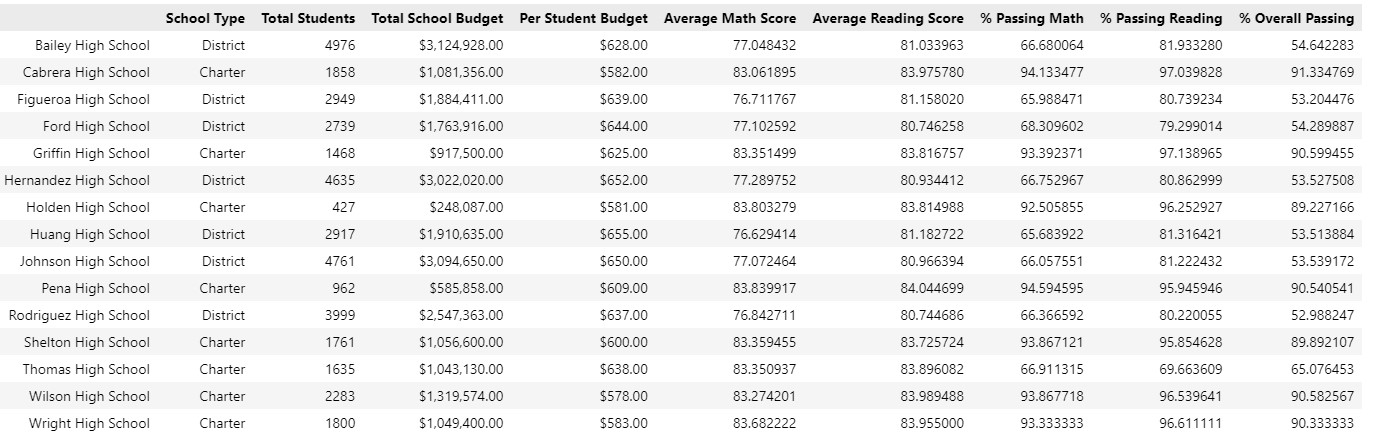 School Type Total Students Total School Budget Per Student Budget Average Math Score Average Reading Score % Passing Math % Passing Reading % Overall Passing
Bailey High School District 4976 $3,124,928.00 $628.00 77.048432 81.033963 66.680064 81.933280 54.642283
Cabrera High School Charter 1858 $1,081,356.00 $582.00 83.061895 83.975780 94.133477 97.039828 91.334769
Figueroa High School District 2949 $1,884,411.00 $639.00 76.711767 81.158020 65.988471 80.739234 53.204476
Ford High School District 2739 $1,763,916.00 $644.00 77.102592 80.746258 68.309602 79.299014 54.289887
Griffin High School Charter 1468 $917,500.00 $625.00 83.351499 83.816757 93.392371 97.138965 90.599455
Hernandez High School District 4635 $3,022,020.00 $652.00 77.289752 80.934412 66.752967 80.862999 53.527508
Holden High School Charter 427 $248,087.00 $581.00 83.803279 83.814988 92.505855 96.252927 89.227166
Huang High School District 2917 $1,910,635.00 $655.00 76.629414 81.182722 65.683922 81.316421 53.513884
Johnson High School District 4761 $3,094,650.00 $650.00 77.072464 80.966394 66.057551 81.222432 53.539172
Pena High School Charter 962 $585,858.00 $609.00 83.839917 84.044699 94.594595 95.945946 90.540541
Rodriguez High School District 3999 $2,547,363.00 $637.00 76.842711 80.744686 66.366592 80.220055 52.988247
Shelton High School Charter 1761 $1,056,600.00 $600.00 83.359455 83.725724 93.867121 95.854628 89.892107
Thomas High School Charter 1635 $1,043,130.00 $638.00 83.350937 83.896082 66.911315 69.663609 65.076453
Wilson High School Charter 2283 $1,319,574.00 $578.00 83.274201 83.989488 93.867718 96.539641 90.582567
Wright High School Charter 1800 $1,049,400.00 $583.00 83.682222 83.955000 93.333333 96.611111 90.333333